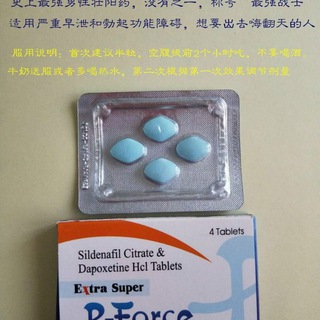 史上最强男性壮阳药，没有之一，称号 最强战士
适用严重早泄和勃起功能障碍，想要出去嗨翻天的人
服用说明：首次建议半粒，空腹做前2个小时吃，不要喝酒，
牛奶送服或者多喝热水，第二次根据第一次效果调节剂量
4 Tablets
Sildenafil Citrate &
Dapoxetine Hcl Tablets
Extra Super
P-Force